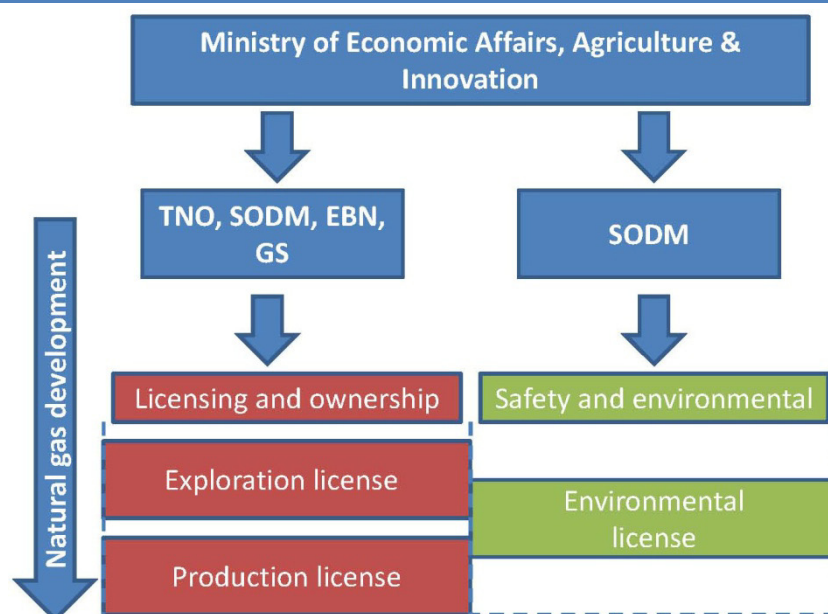 Ministry of Economic Affairs, Agriculture &
Innovation
TNO, SODM, EBN,
GS
SODM
Natural gas development
Licensing and ownership
Safety and environmental
Exploration license
Environmental
license
Production license